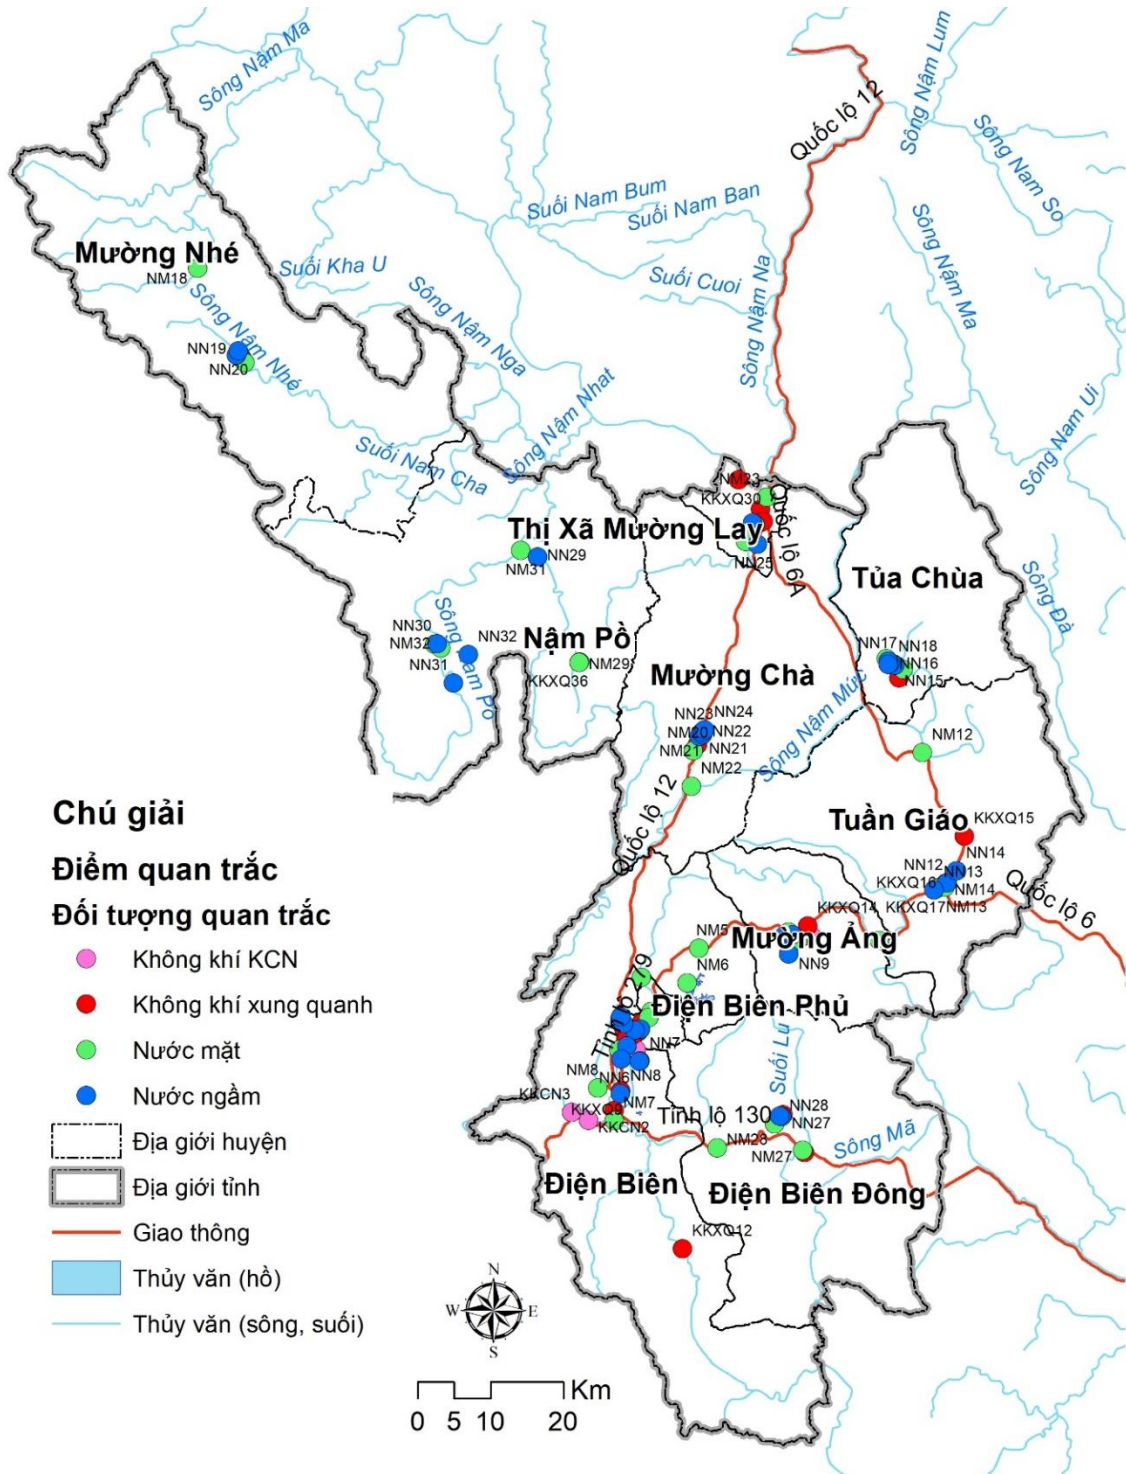 Sông Nậm Ma
Sông Nậm Lum
Quốc lộ 12
Sông Nam So
Suối Nam Bum
Suối Nam Ban
Sông Nậm Ma
Mường Nhé
NM18
Suối Kha U
Suối Cuoi
Sông Nậm Na
Sông Nậm Nhé
Sông Nậm Nga
NN19
NN20
Sông Nậm Nhat
Sông Nam Ui
Suối Nam Cha
NM23
KKXQ30
Quốc lộ 6A
Thị Xã Mường Lay
NN25
NN29
NM31
Tủa Chùa
Sông Đà
NN30
NM32
NN31
NN32
Sông Nam Pồ
Nậm Pồ
NM29
KKXQ36
NN17
NN18
NN16
NN15
Mường Chà
Sông Nậm Mức
NN23
NN24
NM20
NN22
NM21
NN21
NM22
NM12
Quốc lộ 12
Tuần Giáo
KKXQ15
NN14
NN12
NN13
KKXQ16
NM14
KKXQ17
NM13
Quốc lộ 6
KKXQ14
NM5
Mường Ảng
NM6
NN9
Tỉnh lộ 279
Điện Biên Phủ
NN7
NM8
NN6
NN8
Suối Lu
KKCN3
KKXQ9
NM7
KKCN2
Tỉnh lộ 130
NN28
NN27
NM28
NM27
Sông Mã
Điện Biên
Điện Biên Đông
KKXQ12
Chú giải
Điểm quan trắc
Đối tượng quan trắc
Không khí KCN
Không khí xung quanh
Nước mặt
Nước ngầm
Địa giới huyện
Địa giới tỉnh
Giao thông
Thủy văn (hồ)
Thủy văn (sông, suối)
N
W E
S
Km
0 5 10 20